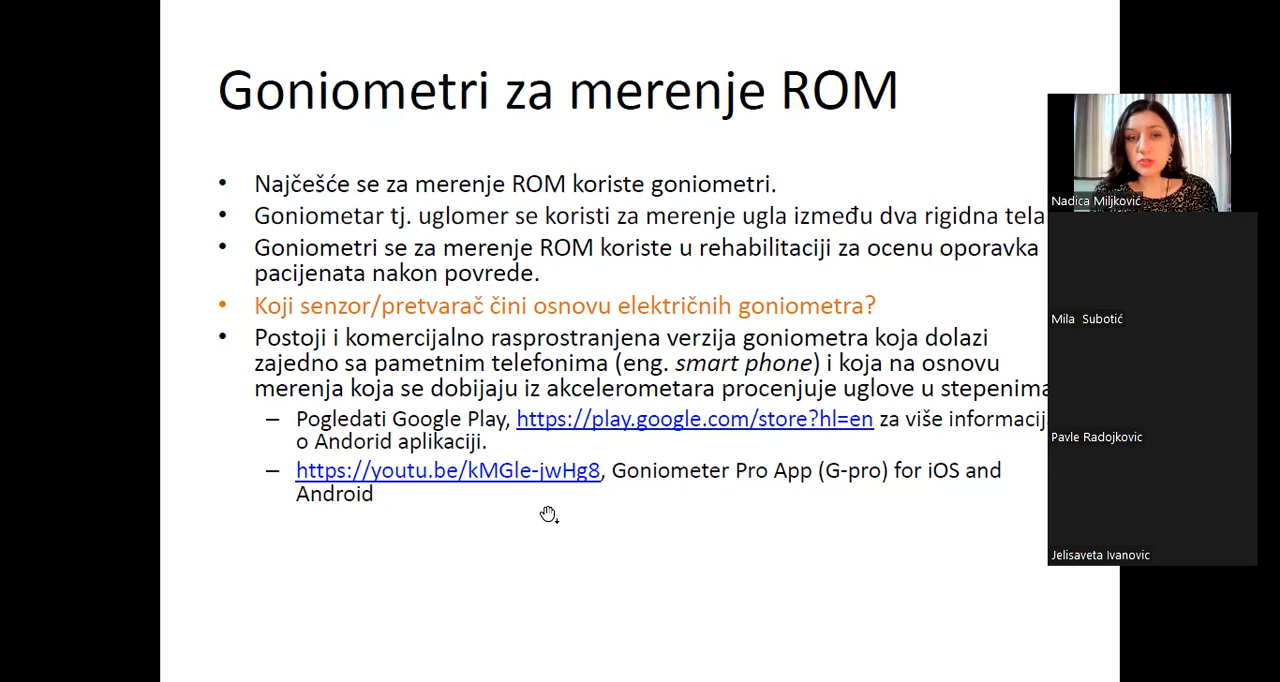 Goniometri za merenje ROM
• Najčešće se za merenje ROM koriste goniometri.
• Goniometar tj. uglomer se koristi za merenje ugla između dva rigidna tela
• Goniometri se za merenje ROM koriste u rehabilitaciji za ocenu oporavka
pacijenata nakon povrede.
• Koji senzor/pretvarač čini osnovu električnih goniometra?
• Postoji i komercijalno rasprostranjena verzija goniometra koja dolazi
zajedno sa pametnim telefonima (eng. smart phone) i koja na osnovu
merenja koja se dobijaju iz akcelerometara procenjuje uglove u stepenima
– Pogledati Google Play, https://play.google.com/store?hl=en za više informacij
o Andorid aplikaciji.
– https://youtu.be/kMGle-jwHg8, Goniometer Pro App (G-pro) for iOS and
Android
Nadica Miljković
Mila Subotić
Pavle Radojkovic
Jelisaveta Ivanovic